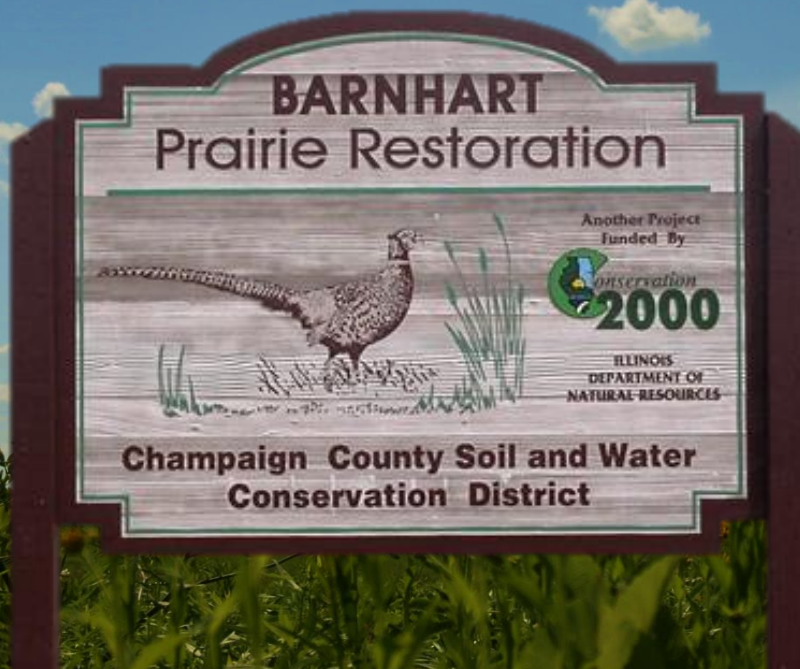 BARNHART
Prairie Restoration
Another Project
Funded By
Conservation
2000
ILLINOIS
DEPARTMENT OF
NATURAL RESOURCES
Champaign County Soil and Water
Conservation District